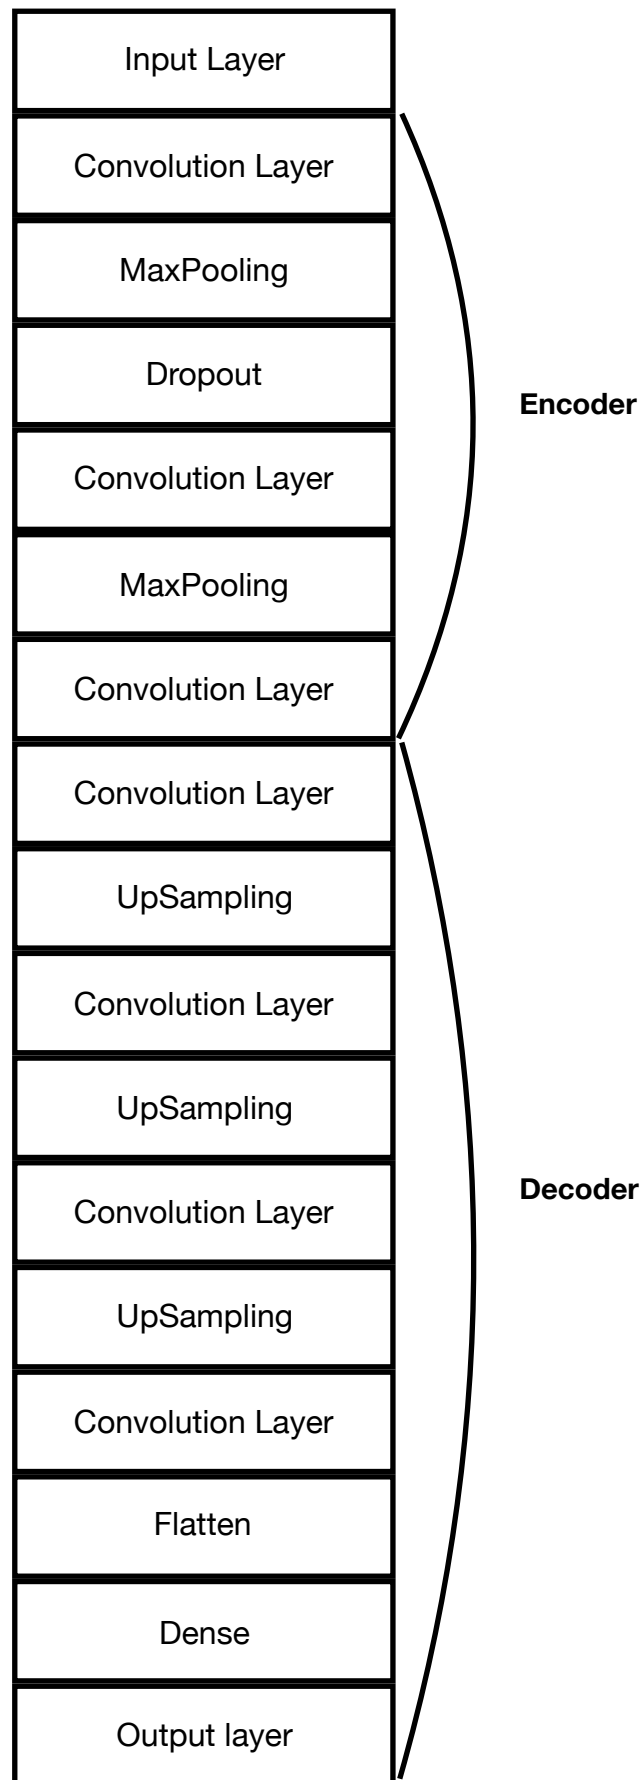 Input Layer
Convolution Layer
MaxPooling
Dropout
Encoder
Convolution Layer
MaxPooling
Convolution Layer
Convolution Layer
UpSampling
Convolution Layer
UpSampling
Decoder
Convolution Layer
UpSampling
Convolution Layer
Flatten
Dense
Output layer